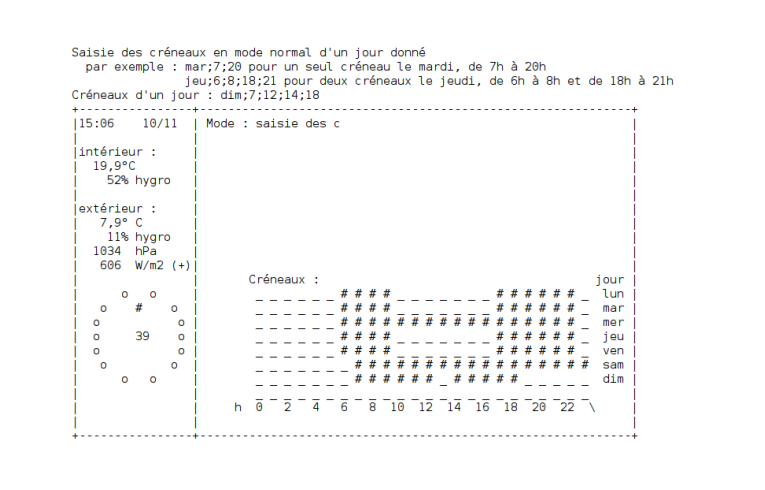 Saisie des créneaux en mode normal d'un jour donné
  par exemple : mar;7;20 pour un seul créneau le mardi, de 7h à 20h
                jeu;6;8;18;21 pour deux créneaux le jeudi, de 6h à 8h et de 18h à 21h
Créneaux d'un jour : dim;7;12;14;18
+----------------+-------------------------------------------------------------+
|15:06    10/11  | Mode : saisie des c                                         |
|                |                                                             |
|intérieur :     |                                                             |
|  19,9°C        |                                                             |
|    52% hygro   |                                                             |
|                |                                                             |
|extérieur :     |                                                             |
|   7,9° C       |                                                             |
|    11% hygro   |                                                             |
|  1034  hPa     |                                                             |
|   606  W/m2 (+)|                                                             |
|                |       Créneaux :                                       jour |
|      o   o     |        _ _ _ _ _ _ # # # # _ _ _ _ _ _ _ # # # # # # _  lun |
|   o    #    o  |        _ _ _ _ _ _ # # # # _ _ _ _ _ _ _ # # # # # # _  mar |
|  o           o |        _ _ _ _ _ _ # # # # # # # # # # # # # # # # # _  mer |
|  o     39    o |        _ _ _ _ _ _ # # # # _ _ _ _ _ _ _ # # # # # # _  jeu |
|  o           o |        _ _ _ _ _ _ # # # # _ _ _ _ _ _ _ # # # # # # _  ven |
|   o         o  |        _ _ _ _ _ _ _ # # # # # # # # # # # # # # # # #  sam |
|      o   o     |        _ _ _ _ _ _ _ # # # # # # _ # # # # # _ _ _ _ _  dim |
|                |        _ _ _ _ _ _ _ _ _ _ _ _ _ _ _ _ _ _ _ _ _ _ _ _      |
|                |     h  0   2   4   6   8  10  12  14  16  18  20  22   \     |
|                |                                                             |
+----------------+-------------------------------------------------------------+